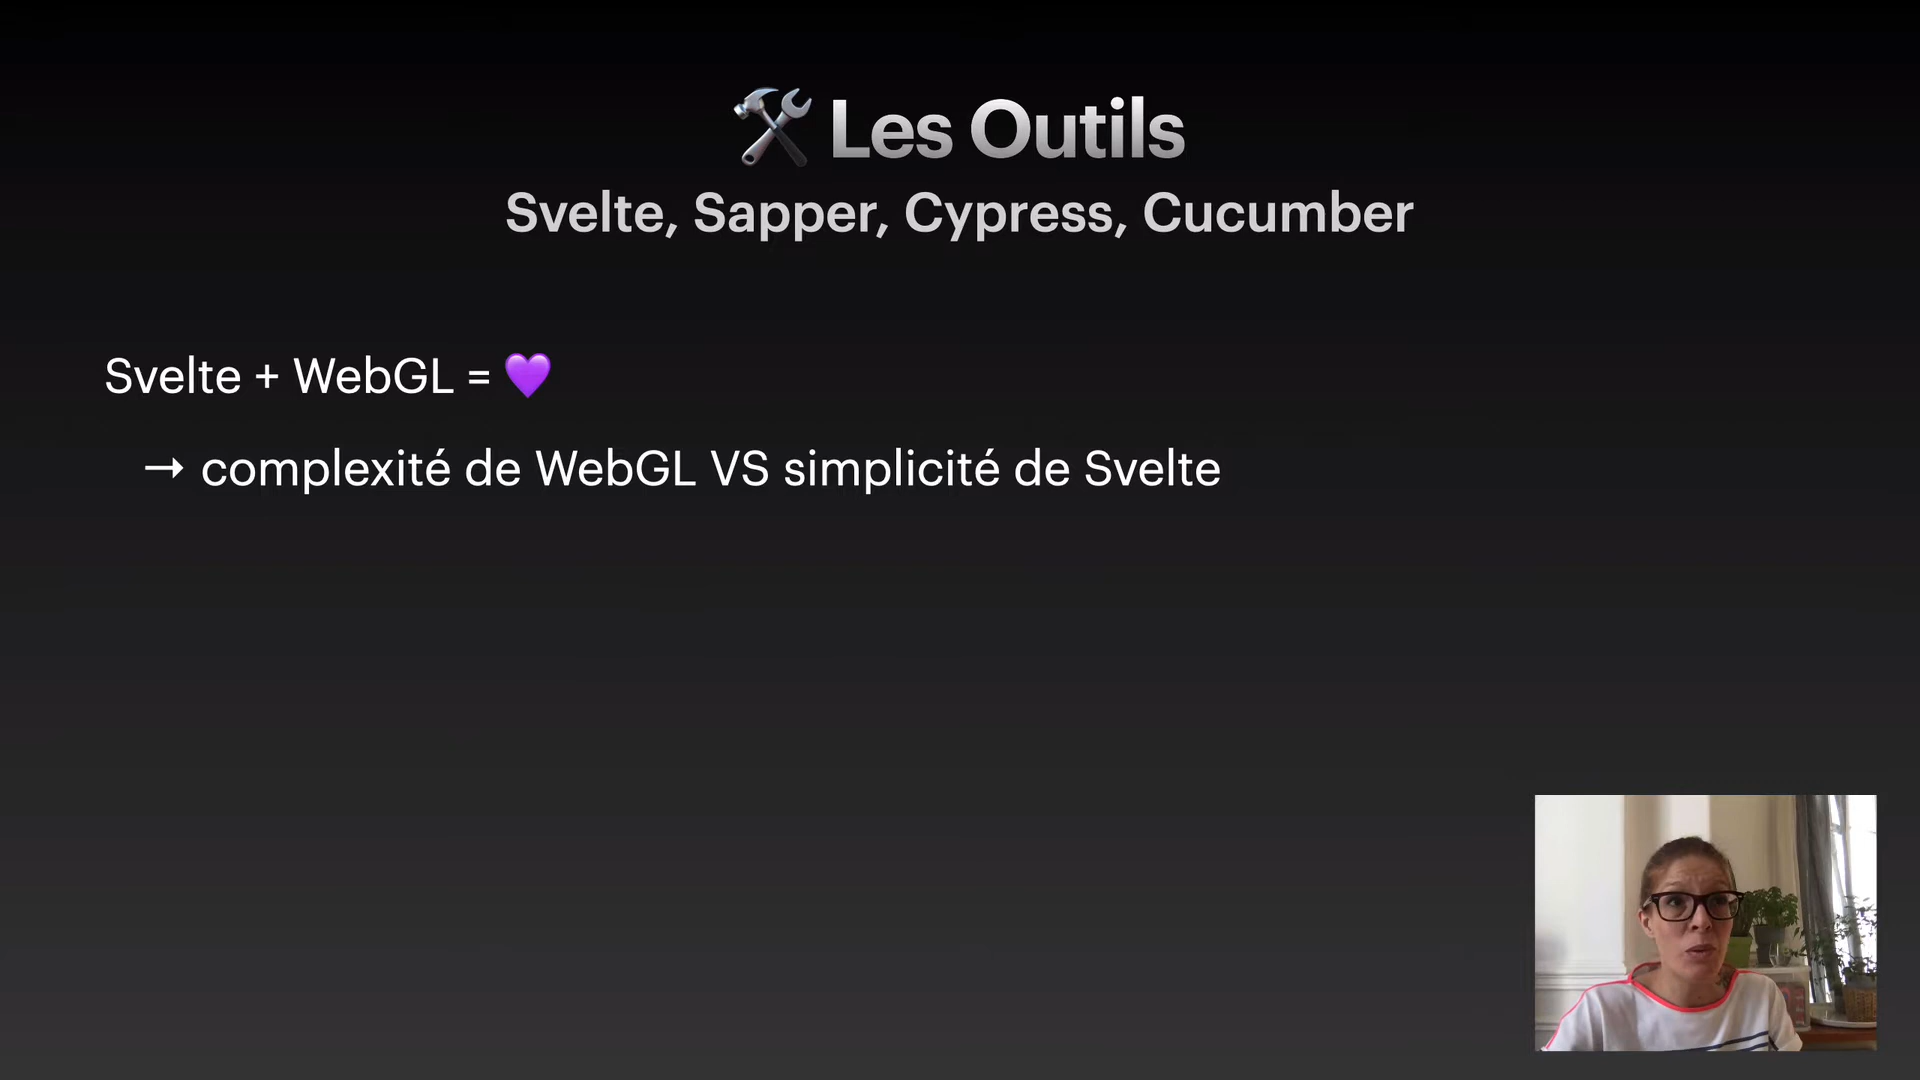 🛠 Les Outils
Svelte, Sapper, Cypress, Cucumber
Svelte + WebGL = 💜
→ complexité de WebGL VS simplicité de Svelte